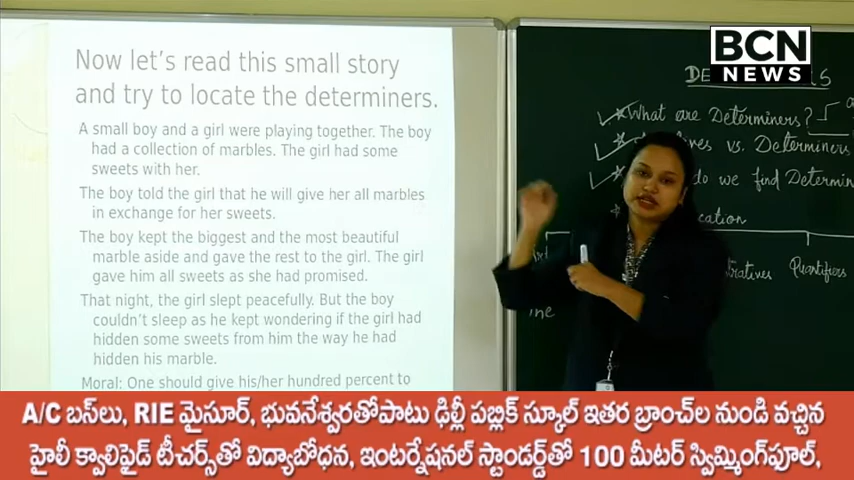 Now let's read this small story
and try to locate the determiners.
A small boy and a girl were playing together. The boy
had a collection of marbles. The girl had some
sweets with her.
The boy told the girl that he will give her all marbles
in exchange for her sweets.
The boy kept the biggest and the most beautiful
marble aside and gave the rest to the girl. The girl
gave him all sweets as she had promised.
That night, the girl slept peacefully. But the boy
couldn't sleep as he kept wondering if the girl had
hidden some sweets from him the way he had
hidden his marble.
Moral: One should give his/her hundred percent to
BCN
NEWS
What are Determiners?
vs. Determiners
do we find
Quantifiers
A/C బస్‌లు, RIE మైసూర్, భువనేశ్వరతోపాటు ఢిల్లీ పబ్లిక్ స్కూల్ ఇతర బ్రాంచ్‌ల నుండి వచ్చిన
హైలీ క్వాలిఫైడ్ టీచర్స్‌తో విద్యాబోధన, ఇంటర్నేషనల్ స్టాండర్డ్‌తో 100 మీటర్ స్విమ్మింగ్‌పూల్,